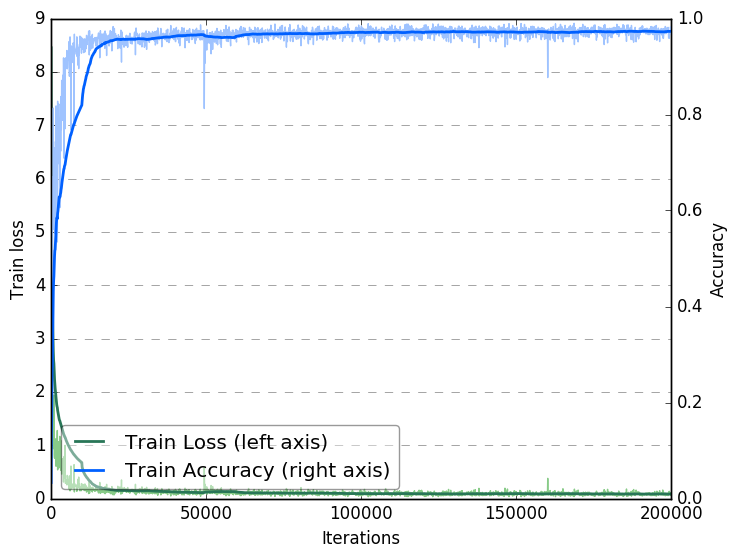 9
8
7
6
5
4
3
2
1
0
Train loss
1.0
0.8
0.6
0.4
0.2
0.0
Accuracy
Train Loss (left axis)
Train Accuracy (right axis)
0 50000 100000 150000 200000
Iterations